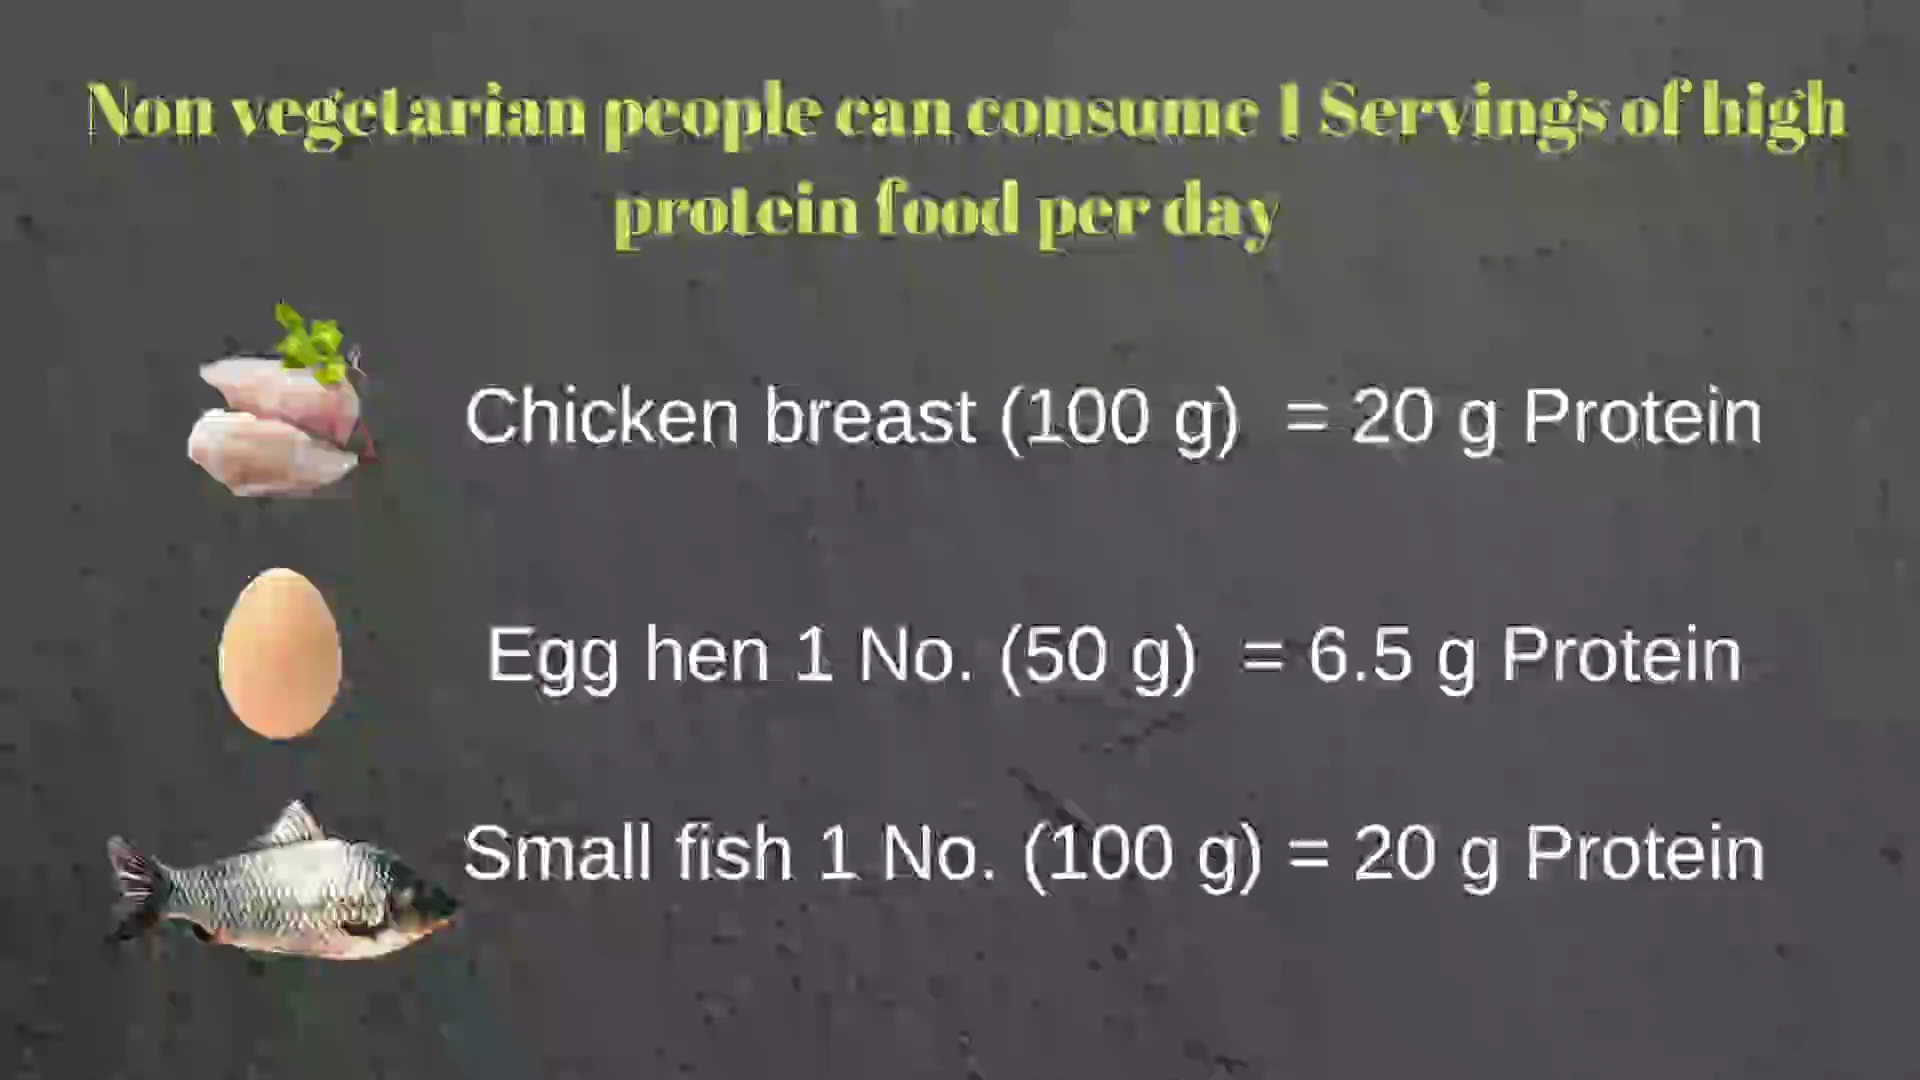 Non vegetarian people can consume 1 Servings of high
protein food per day
Chicken breast (100 g) = 20 g Protein
Egg hen 1 No. (50 g) = 6.5 g Protein
Small fish 1 No. (100 g) = 20 g Protein